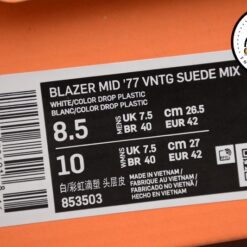 BLAZER MID '77 VNTG SUEDE MIX
WHITE/COLOR DROP PLASTIC
BLANC/COLOR DROP PLASTIC
8.5 MENS UK 7.5 cm 26.5
BR 40 EUR 42
10 WMNS UK 7.5 cm 27
BR 40 EUR 42
白/彩虹滴塑 头层皮
853503
MADE IN VIETNAM /
FABRICADO NO VIETNÃ /
HECHO EN VIETNAM /
FABRIQUÉ AU VIETNAM